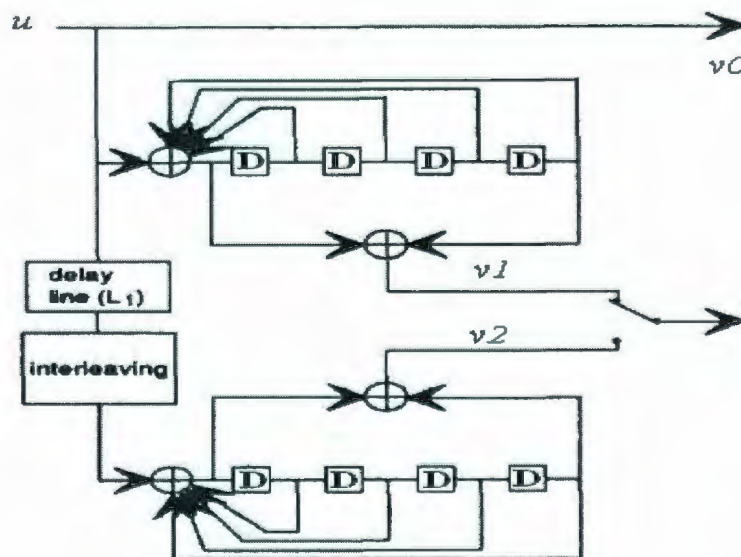 u
v0
D D D D
delay
line (L1)
v1
interleaving
v2
D D D D